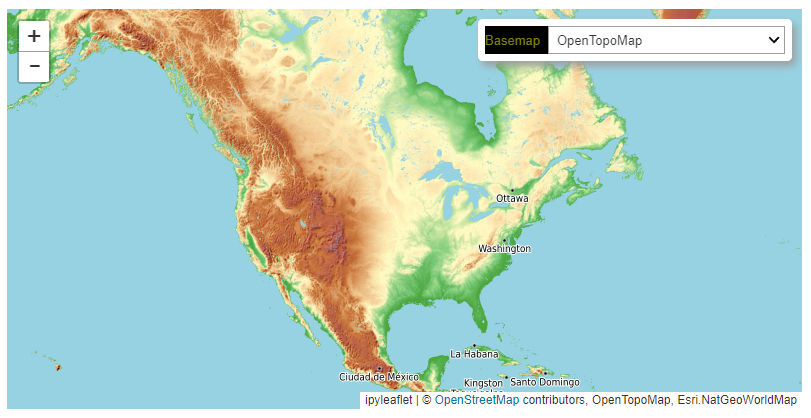 +
−
Basemap OpenTopoMap
Ottawa
Washington
La Habana
Ciudad de México
Kingston
Santo Domingo
ipyleaflet | © OpenStreetMap contributors, OpenTopoMap, Esri.NatGeoWorldMap